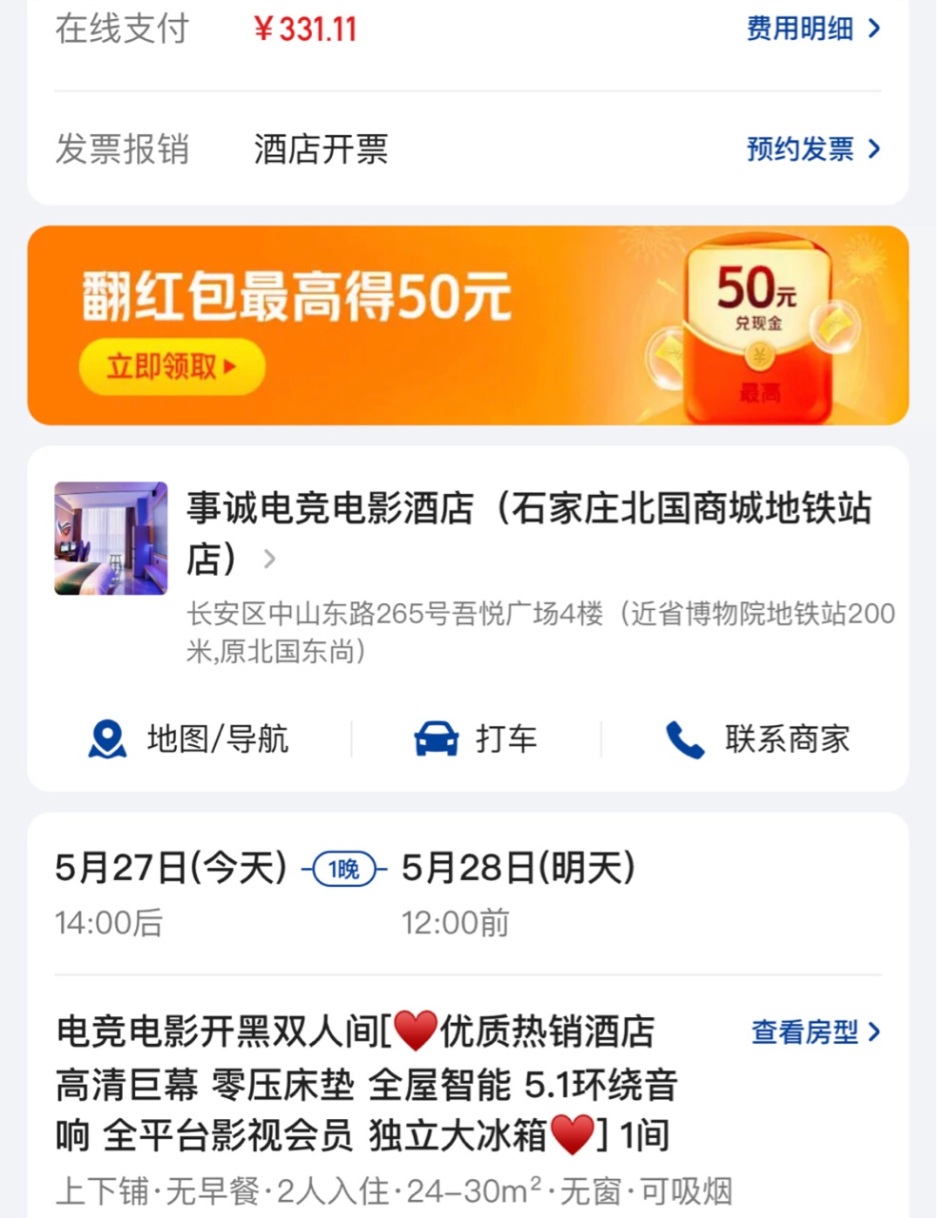 在线支付 ￥331.11 费用明细
发票报销 酒店开票 预约发票
翻红包最高得50元
立即领取
50元
兑现金
最高
事诚电竞电影酒店（石家庄北国商城地铁站
店）
长安区中山东路265号吾悦广场4楼（近省博物院地铁站200
米,原北国东尚）
地图/导航 打车 联系商家
5月27日(今天) 1晚 5月28日(明天)
14:00后 12:00前
电竞电影开黑双人间[♥️优质热销酒店 查看房型
高清巨幕 零压床垫 全屋智能 5.1环绕音
响 全平台影视会员 独立大冰箱♥️] 1间
上下铺·无早餐·2人入住·24–30m²·无窗·可吸烟